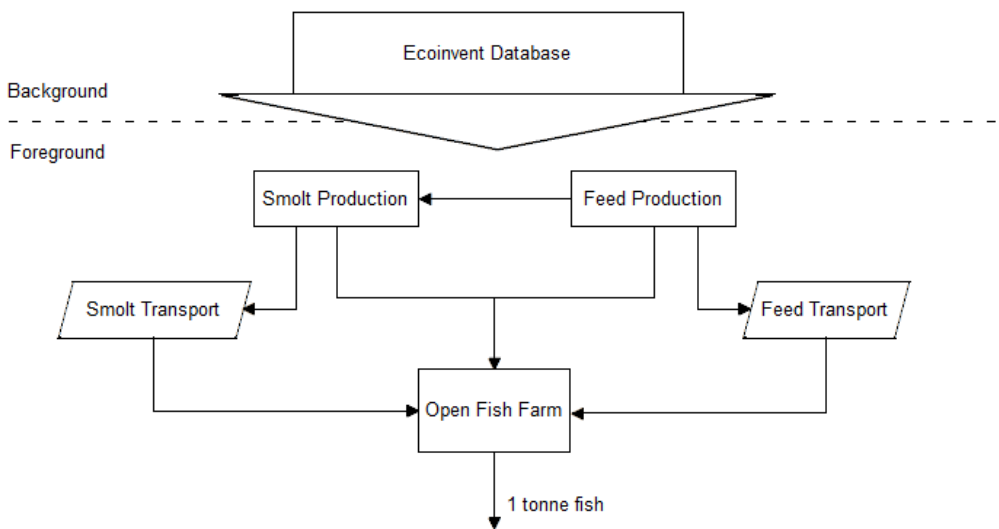 Ecoinvent Database
Background
Foreground
Smolt Production
Feed Production
Smolt Transport
Feed Transport
Open Fish Farm
1 tonne fish